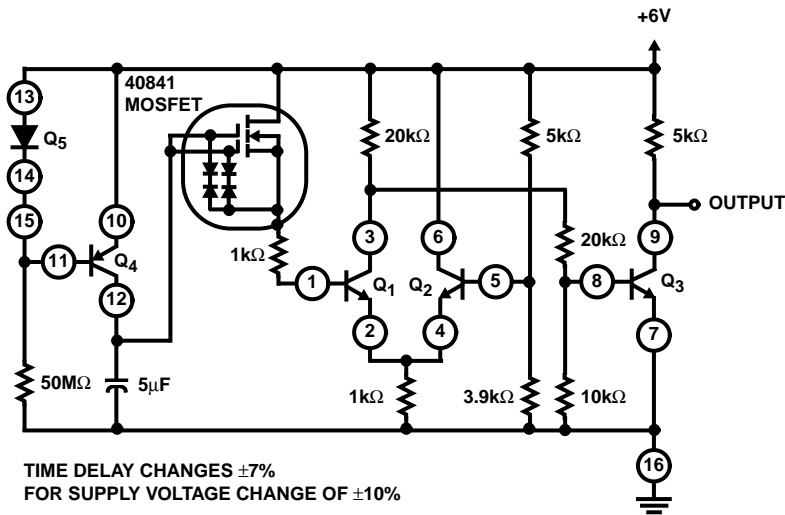 +6V
40841
MOSFET
13
Q5
14
15
10
11
Q4
12
50MΩ
5µF
1kΩ
20kΩ
5kΩ
5kΩ
OUTPUT
3
6
20kΩ
9
1
Q1
Q2
5
8
Q3
2
4
7
1kΩ
3.9kΩ
10kΩ
16
TIME DELAY CHANGES ±7%
FOR SUPPLY VOLTAGE CHANGE OF ±10%